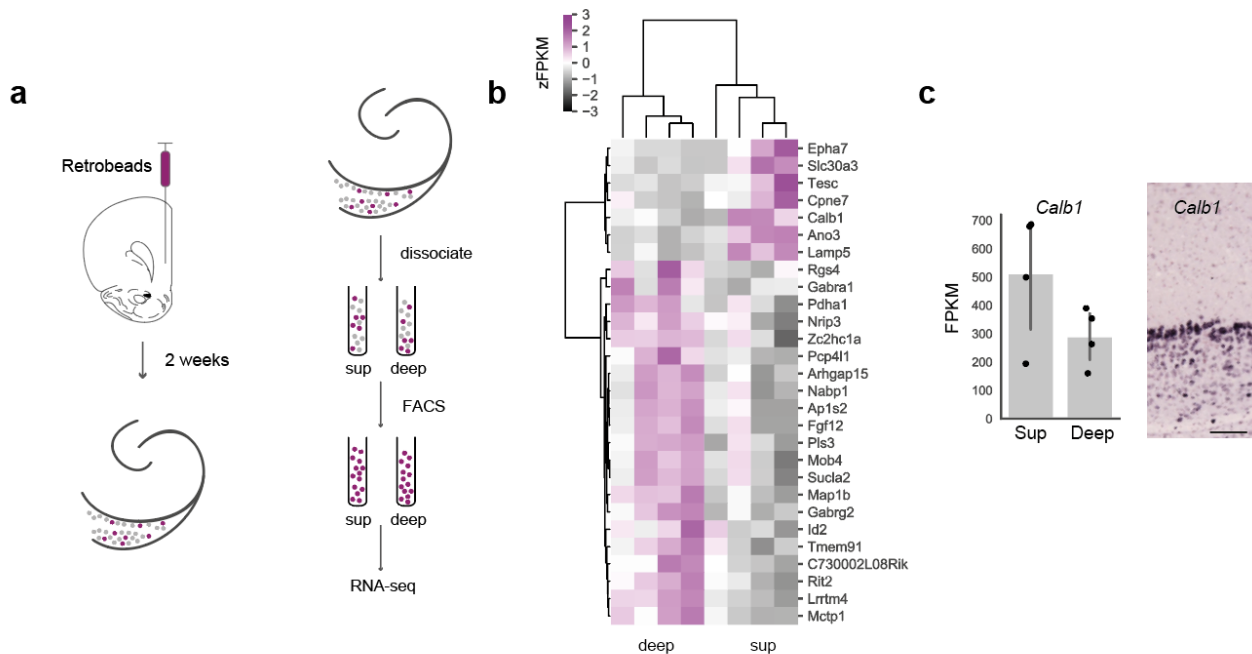 a
Retrobeads
2 weeks
dissociate
sup
deep
FACS
sup
deep
RNA-seq
b
zFPKM
3
2
1
0
−1
−2
−3
Epha7
Slc30a3
Tesc
Cpne7
Calb1
Ano3
Lamp5
Rgs4
Gabra1
Pdha1
Nrip3
Zc2hc1a
Pcp4l1
Arhgap15
Nabp1
Ap1s2
Fgf12
Pls3
Mob4
Sucla2
Map1b
Gabrg2
Id2
Tmem91
C730002L08Rik
Rit2
Lrrtm4
Mctp1
deep
sup
c
Calb1
FPKM
700
600
500
400
300
200
100
0
Sup
Deep
Calb1